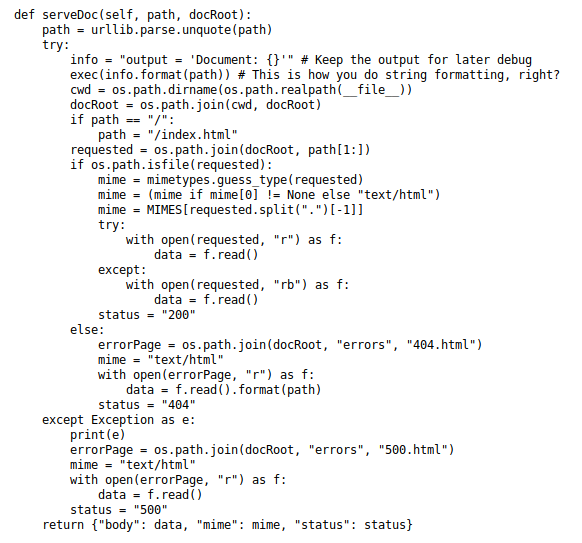 def serveDoc(self, path, docRoot):
    path = urllib.parse.unquote(path)
    try:
        info = "output = 'Document: {}'" # Keep the output for later debug
        exec(info.format(path)) # This is how you do string formatting, right?
        cwd = os.path.dirname(os.path.realpath(__file__))
        docRoot = os.path.join(cwd, docRoot)
        if path == "/":
            path = "/index.html"
        requested = os.path.join(docRoot, path[1:])
        if os.path.isfile(requested):
            mime = mimetypes.guess_type(requested)
            mime = (mime if mime[0] != None else "text/html")
            mime = MIMES[requested.split(".")[-1]]
            try:
                with open(requested, "r") as f:
                    data = f.read()
            except:
                with open(requested, "rb") as f:
                    data = f.read()
            status = "200"
        else:
            errorPage = os.path.join(docRoot, "errors", "404.html")
            mime = "text/html"
            with open(errorPage, "r") as f:
                data = f.read().format(path)
            status = "404"
    except Exception as e:
        print(e)
        errorPage = os.path.join(docRoot, "errors", "500.html")
        mime = "text/html"
        with open(errorPage, "r") as f:
            data = f.read()
        status = "500"
    return {"body": data, "mime": mime, "status": status}